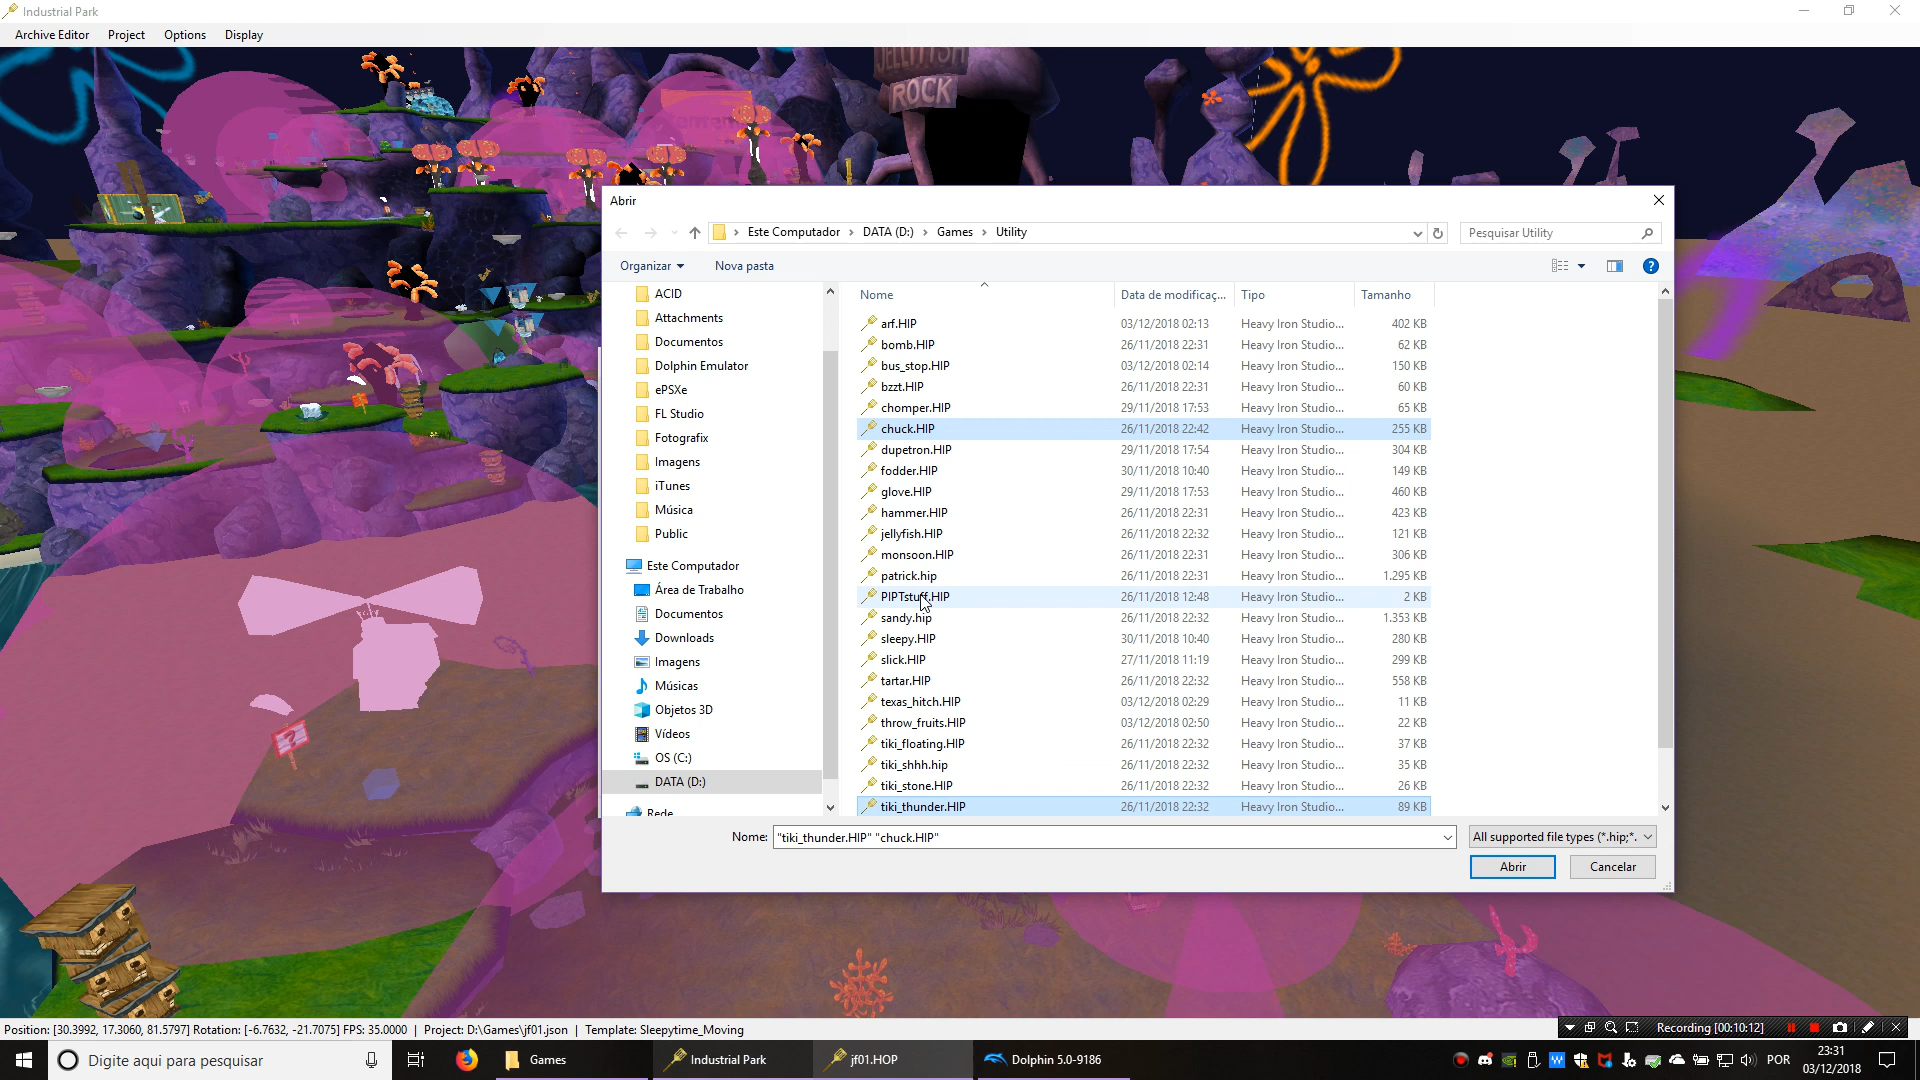 Industrial Park
Archive Editor Project Options Display
JELLYFISH
ROCK
Abrir
Este Computador > DATA (D:) > Games > Utility
Pesquisar Utility
Organizar
Nova pasta
Nome
Data de modificaç...
Tipo
Tamanho
ACID
Attachments
Documentos
Dolphin Emulator
ePSXe
FL Studio
Fotografix
Imagens
iTunes
Música
Public
Este Computador
Área de Trabalho
Documentos
Downloads
Imagens
Músicas
Objetos 3D
Vídeos
OS (C:)
DATA (D:)
Rede
arf.HIP 03/12/2018 02:13 Heavy Iron Studio... 402 KB
bomb.HIP 26/11/2018 22:31 Heavy Iron Studio... 62 KB
bus_stop.HIP 03/12/2018 02:14 Heavy Iron Studio... 150 KB
bzzt.HIP 26/11/2018 22:31 Heavy Iron Studio... 60 KB
chomper.HIP 29/11/2018 17:53 Heavy Iron Studio... 65 KB
chuck.HIP 26/11/2018 22:42 Heavy Iron Studio... 255 KB
dupetron.HIP 29/11/2018 17:54 Heavy Iron Studio... 304 KB
fodder.HIP 30/11/2018 10:40 Heavy Iron Studio... 149 KB
glove.HIP 29/11/2018 17:53 Heavy Iron Studio... 460 KB
hammer.HIP 26/11/2018 22:31 Heavy Iron Studio... 423 KB
jellyfish.HIP 26/11/2018 22:32 Heavy Iron Studio... 121 KB
monsoon.HIP 26/11/2018 22:31 Heavy Iron Studio... 306 KB
patrick.hip 26/11/2018 22:31 Heavy Iron Studio... 1.295 KB
PIPTstuff.HIP 26/11/2018 12:48 Heavy Iron Studio... 2 KB
sandy.hip 26/11/2018 22:32 Heavy Iron Studio... 1.353 KB
sleepy.HIP 30/11/2018 10:40 Heavy Iron Studio... 280 KB
slick.HIP 27/11/2018 11:19 Heavy Iron Studio... 299 KB
tartar.HIP 26/11/2018 22:32 Heavy Iron Studio... 558 KB
texas_hitch.HIP 03/12/2018 02:29 Heavy Iron Studio... 11 KB
throw_fruits.HIP 03/12/2018 02:50 Heavy Iron Studio... 22 KB
tiki_floating.HIP 26/11/2018 22:32 Heavy Iron Studio... 37 KB
tiki_shhh.hip 26/11/2018 22:32 Heavy Iron Studio... 35 KB
tiki_stone.HIP 26/11/2018 22:32 Heavy Iron Studio... 26 KB
tiki_thunder.HIP 26/11/2018 22:32 Heavy Iron Studio... 89 KB
Nome: "tiki_thunder.HIP" "chuck.HIP"
All supported file types (*.hip;*.
Abrir
Cancelar
Position: [30.3992, 17.3060, 81.5797] Rotation: [-6.7632, -21.7075] FPS: 35.0000 | Project: D:\Games\jf01.json | Template: Sleepytime_Moving
Recording [00:10:12]
Digite aqui para pesquisar
Games
Industrial Park
jf01.HOP
Dolphin 5.0-9186
POR
23:31
03/12/2018